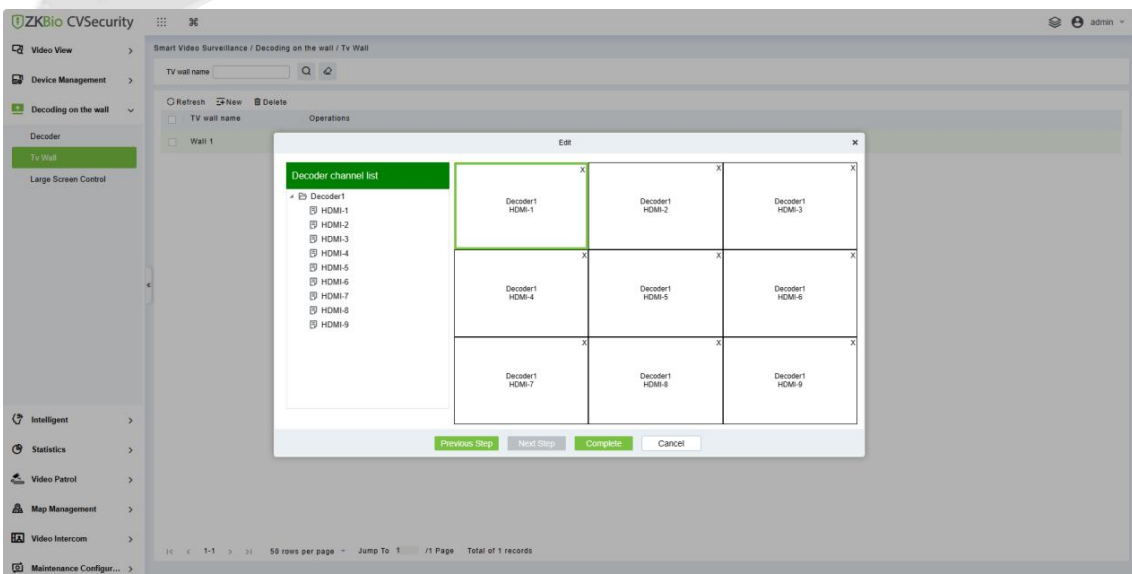 ZKBio CVSecurity
admin
Video View
Device Management
Decoding on the wall
Decoder
Tv Wall
Large Screen Control
Intelligent
Statistics
Video Patrol
Map Management
Video Intercom
Maintenance Configur...
Smart Video Surveillance / Decoding on the wall / Tv Wall
TV wall name
Refresh New Delete
TV wall name Operations
Wall 1
Edit x
Decoder channel list
Decoder1
HDMI-1
HDMI-2
HDMI-3
HDMI-4
HDMI-5
HDMI-6
HDMI-7
HDMI-8
HDMI-9
X X X
Decoder1 Decoder1 Decoder1
HDMI-1 HDMI-2 HDMI-3
X X X
Decoder1 Decoder1 Decoder1
HDMI-4 HDMI-5 HDMI-6
X X X
Decoder1 Decoder1 Decoder1
HDMI-7 HDMI-8 HDMI-9
Previous Step Next Step Complete Cancel
|< < 1-1 > >| 50 rows per page Jump To 1 /1 Page Total of 1 records